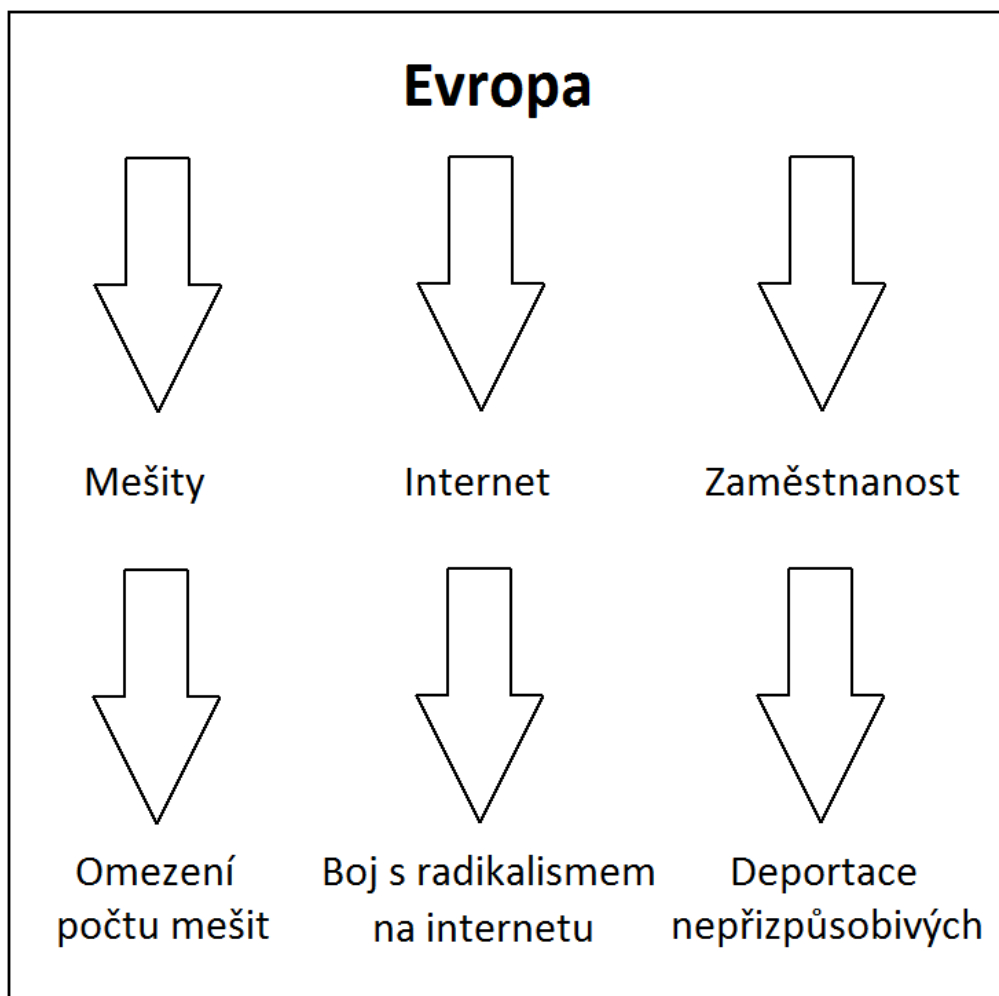 Evropa
Mešity
Internet
Zaměstnanost
Omezení
počtu mešit
Boj s radikalismem
na internetu
Deportace
nepřizpůsobivých